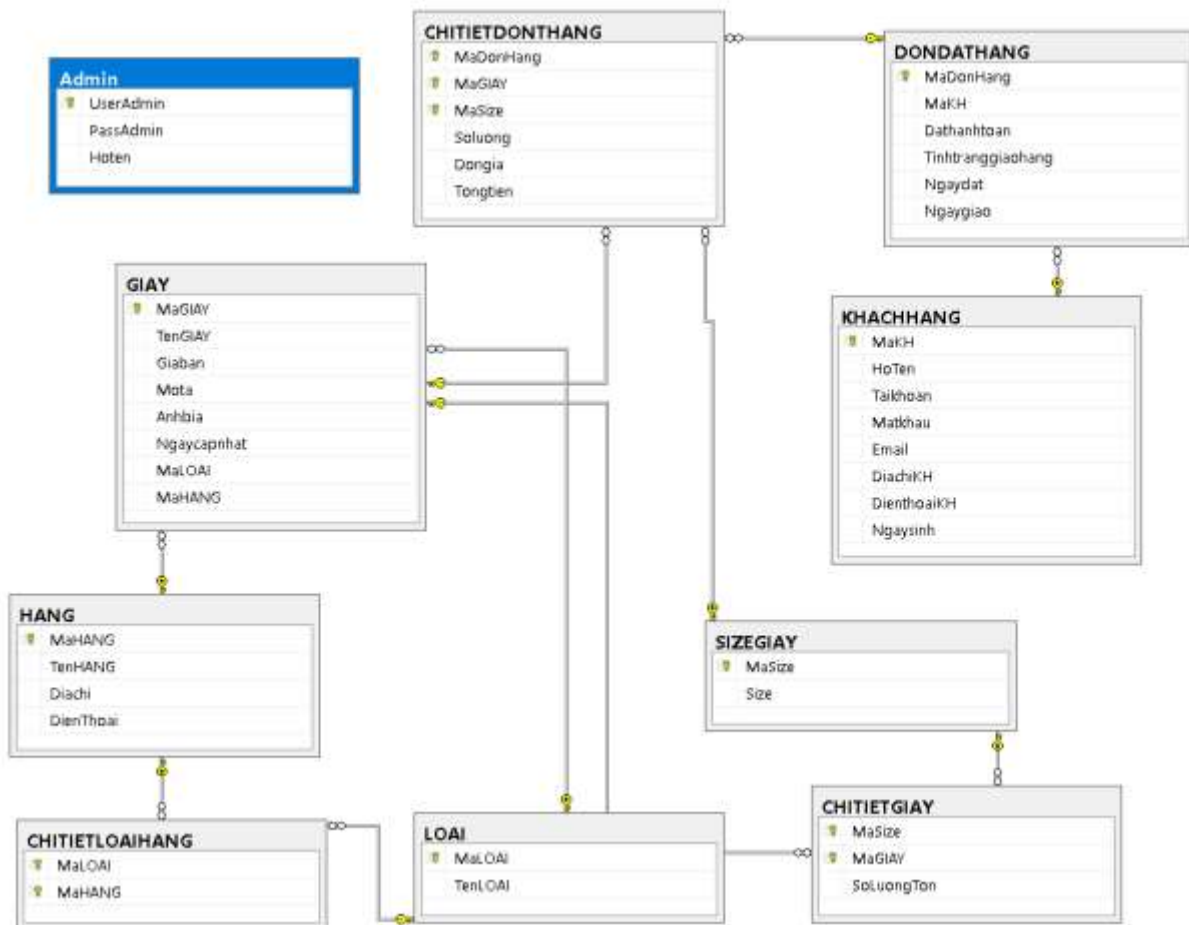 CHITIETDONTHANG
MaDonHang
MaGIAY
MaSize
Soluong
Dongia
Tongtien
DONDATHANG
MaDonHang
MaKH
Dathanhtoan
Tinhtranggiaohang
Ngaydat
Ngaygiao
Admin
UserAdmin
PassAdmin
Hoten
GIAY
MaGIAY
TenGIAY
Giaban
Mota
Anhbia
Ngaycapnhat
MaLOAI
MaHANG
KHACHHANG
MaKH
HoTen
Taikhoan
Matkhau
Email
DiachiKH
DienthoaiKH
Ngaysinh
HANG
MaHANG
TenHANG
Diachi
DienThoai
SIZEGIAY
MaSize
Size
CHITIETLOAIHANG
MaLOAI
MaHANG
LOAI
MaLOAI
TenLOAI
CHITIETGIAY
MaSize
MaGIAY
SoLuongTon